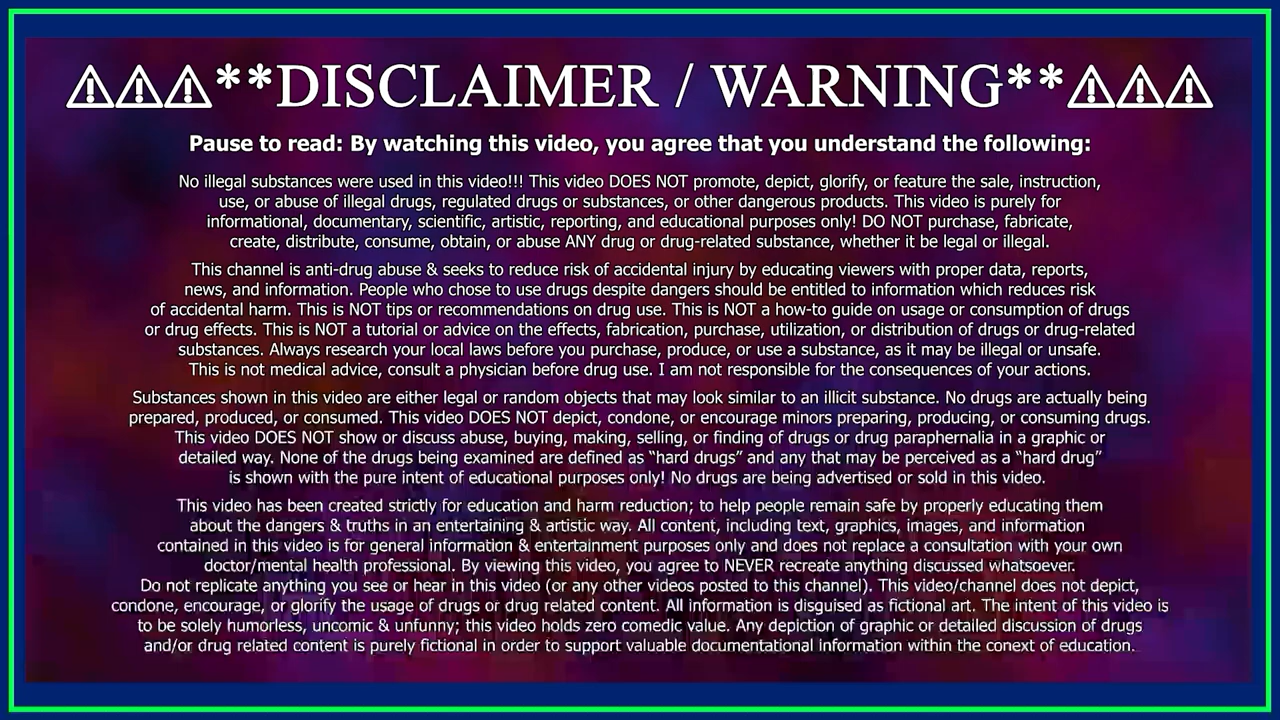 ⚠⚠⚠**DISCLAIMER / WARNING**⚠⚠⚠
Pause to read: By watching this video, you agree that you understand the following:
No illegal substances were used in this video!!! This video DOES NOT promote, depict, glorify, or feature the sale, instruction,
use, or abuse of illegal drugs, regulated drugs or substances, or other dangerous products. This video is purely for
informational, documentary, scientific, artistic, reporting, and educational purposes only! DO NOT purchase, fabricate,
create, distribute, consume, obtain, or abuse ANY drug or drug-related substance, whether it be legal or illegal.
This channel is anti-drug abuse & seeks to reduce risk of accidental injury by educating viewers with proper data, reports,
news, and information. People who chose to use drugs despite dangers should be entitled to information which reduces risk
of accidental harm. This is NOT tips or recommendations on drug use. This is NOT a how-to guide on usage or consumption of drugs
or drug effects. This is NOT a tutorial or advice on the effects, fabrication, purchase, utilization, or distribution of drugs or drug-related
substances. Always research your local laws before you purchase, produce, or use a substance, as it may be illegal or unsafe.
This is not medical advice, consult a physician before drug use. I am not responsible for the consequences of your actions.
Substances shown in this video are either legal or random objects that may look similar to an illicit substance. No drugs are actually being
prepared, produced, or consumed. This video DOES NOT depict, condone, or encourage minors preparing, producing, or consuming drugs.
This video DOES NOT show or discuss abuse, buying, making, selling, or finding of drugs or drug paraphernalia in a graphic or
detailed way. None of the drugs being examined are defined as “hard drugs” and any that may be perceived as a “hard drug”
is shown with the pure intent of educational purposes only! No drugs are being advertised or sold in this video.
This video has been created strictly for education and harm reduction; to help people remain safe by properly educating them
about the dangers & truths in an entertaining & artistic way. All content, including text, graphics, images, and information
contained in this video is for general information & entertainment purposes only and does not replace a consultation with your own
doctor/mental health professional. By viewing this video, you agree to NEVER recreate anything discussed whatsoever.
Do not replicate anything you see or hear in this video (or any other videos posted to this channel). This video/channel does not depict,
condone, encourage, or glorify the usage of drugs or drug related content. All information is disguised as fictional art. The intent of this video is
to be solely humorless, uncomic & unfunny; this video holds zero comedic value. Any depiction of graphic or detailed discussion of drugs
and/or drug related content is purely fictional in order to support valuable documentational information within the conext of education.